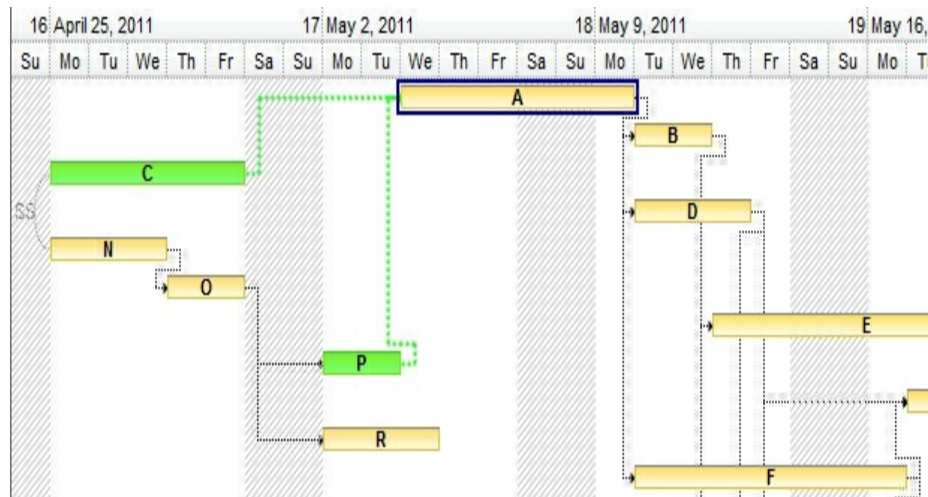 16 April 25, 2011 17 May 2, 2011 18 May 9, 2011 19 May 16,
Su Mo Tu We Th Fr Sa Su Mo Tu We Th Fr Sa Su Mo Tu We Th Fr Sa Su Mo
A
B
C
D
SS
N
O
E
P
R
F